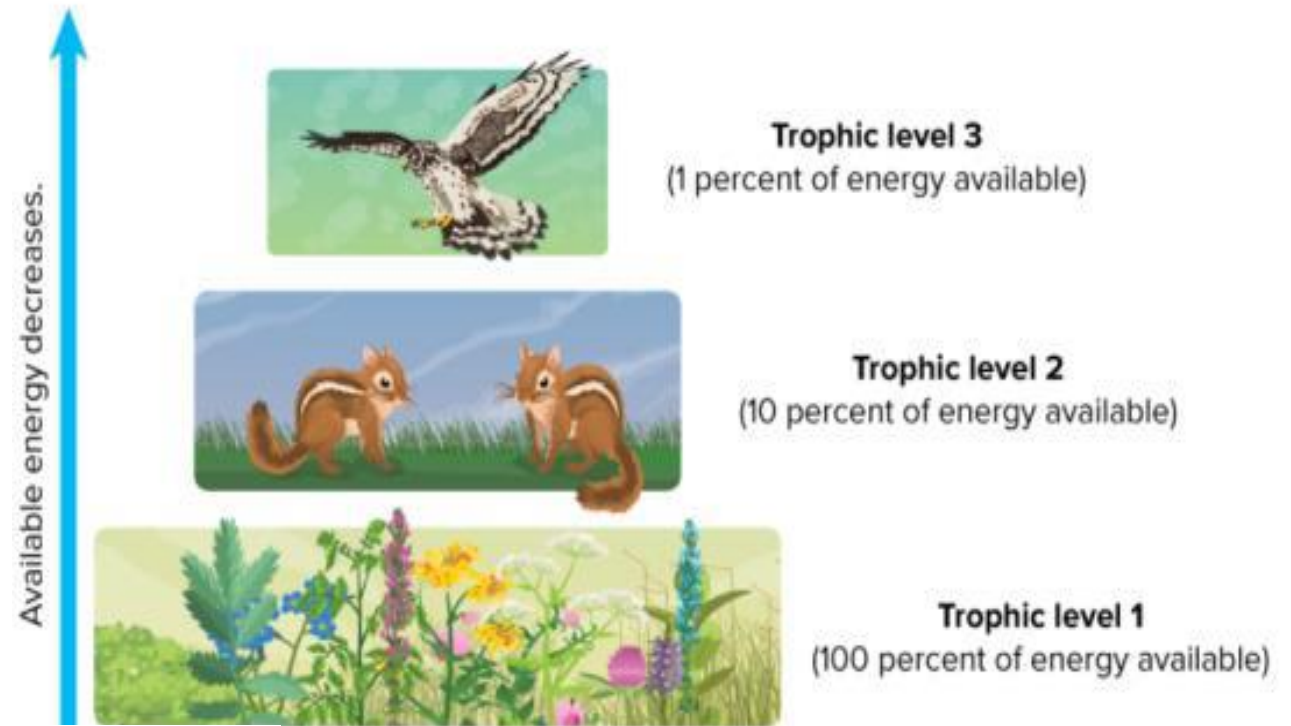 Available energy decreases.
Trophic level 3
(1 percent of energy available)
Trophic level 2
(10 percent of energy available)
Trophic level 1
(100 percent of energy available)